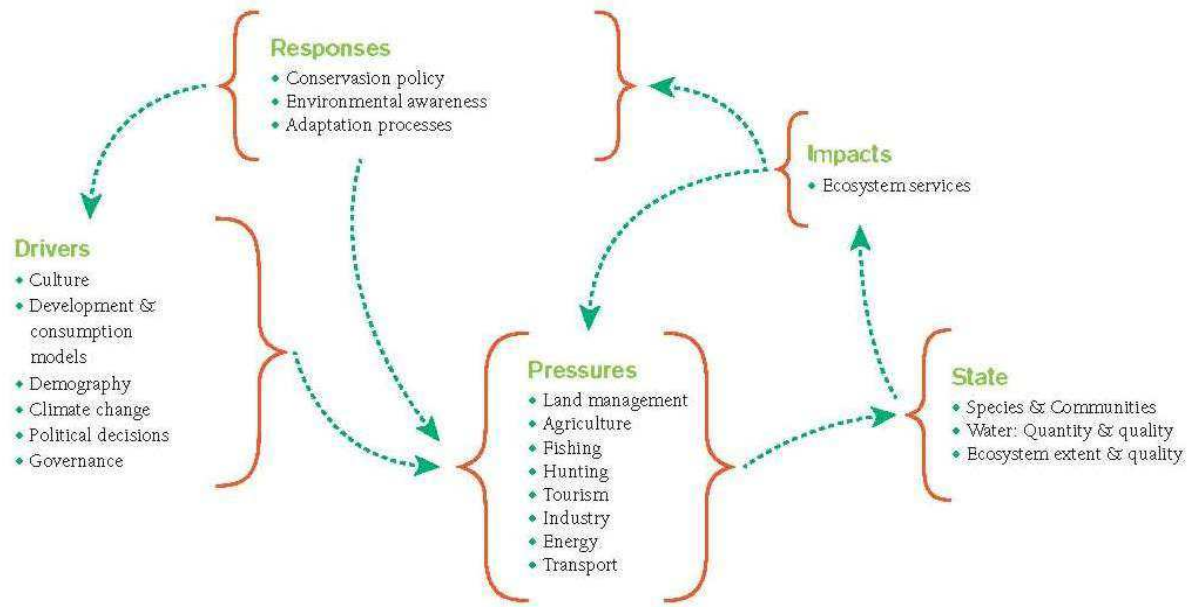 Responses
◆ Conservasion policy
◆ Environmental awareness
◆ Adaptation processes
Impacts
◆ Ecosystem services
Drivers
◆ Culture
◆ Development &
consumption
models
◆ Demography
◆ Climate change
◆ Political decisions
◆ Governance
Pressures
◆ Land management
◆ Agriculture
◆ Fishing
◆ Hunting
◆ Tourism
◆ Industry
◆ Energy
◆ Transport
State
◆ Species & Communities
◆ Water: Quantity & quality
◆ Ecosystem extent & quality